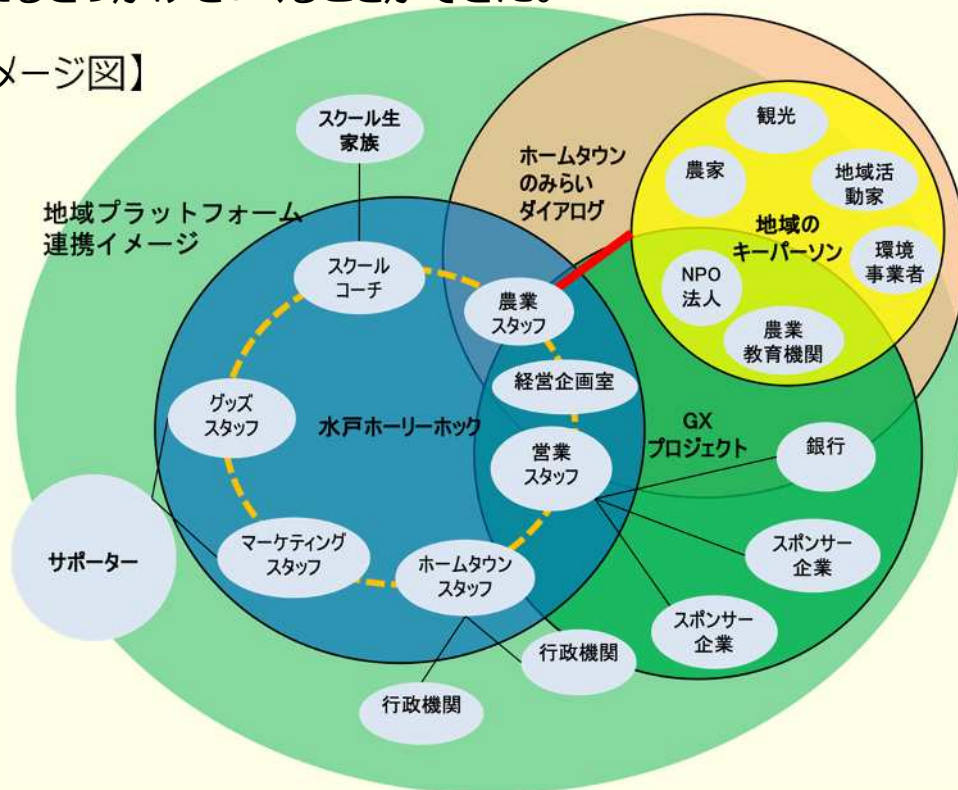 メージ図】
スクール生
家族
地域プラットフォーム
連携イメージ
ホームタウン
のみらい
ダイアログ
観光
農家
地域活
動家
地域の
キーパーソン
環境
事業者
NPO
法人
農業
教育機関
スクール
コーチ
農業
スタッフ
経営企画室
グッズ
スタッフ
水戸ホーリーホック
営業
スタッフ
GX
プロジェクト
銀行
サポーター
マーケティング
スタッフ
ホームタウン
スタッフ
スポンサー
企業
スポンサー
企業
行政機関
行政機関